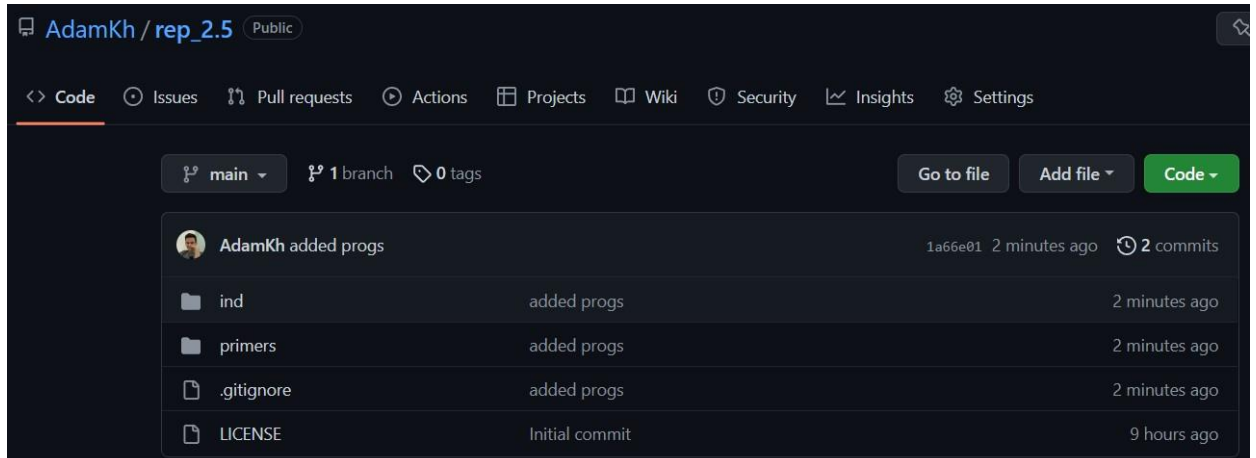 AdamKh / rep_2.5 Public
Code Issues Pull requests Actions Projects Wiki Security Insights Settings
main 1 branch 0 tags Go to file Add file Code
AdamKh added progs 1a66e01 2 minutes ago 2 commits
ind added progs 2 minutes ago
primers added progs 2 minutes ago
.gitignore added progs 2 minutes ago
LICENSE Initial commit 9 hours ago